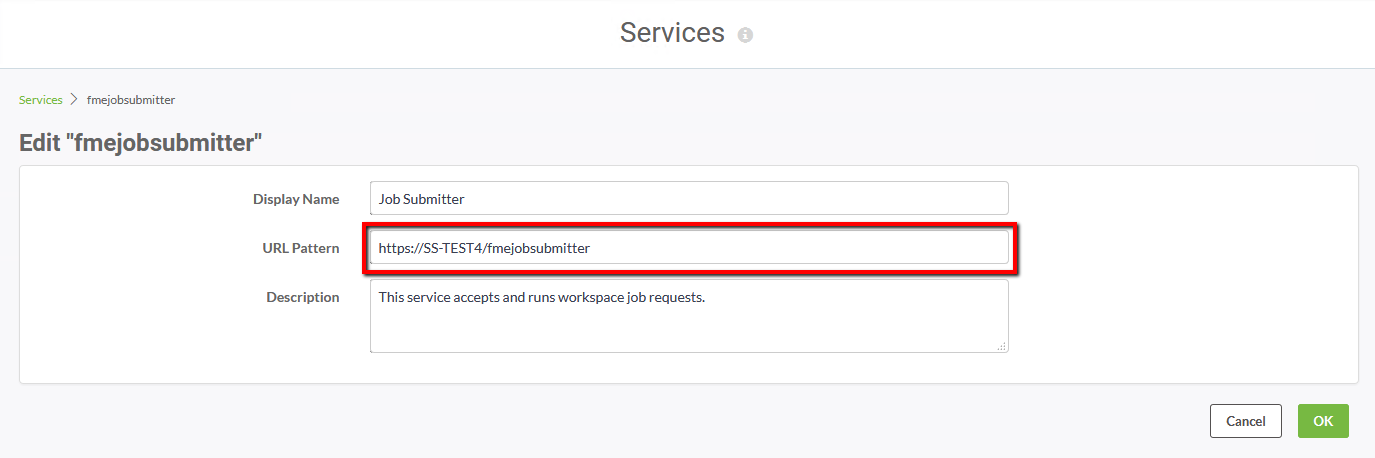 Services
Services > fmejobsubmitter
Edit "fmejobsubmitter"
Display Name Job Submitter
URL Pattern https://SS-TEST4/fmejobsubmitter
Description This service accepts and runs workspace job requests.
Cancel OK